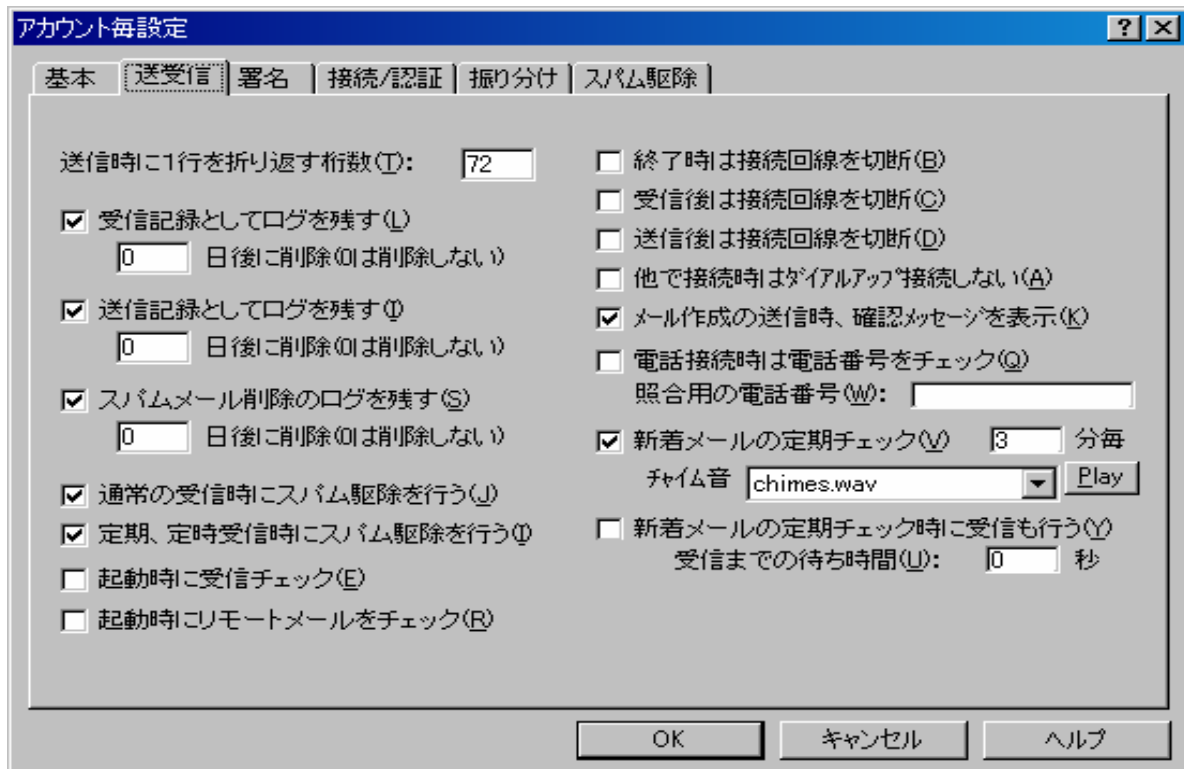 アカウント毎設定
基本 送受信 署名 接続/認証 振り分け スパム駆除
送信時に1行を折り返す桁数(T): 72
受信記録としてログを残す(L)
0 日後に削除(0は削除しない)
送信記録としてログを残す(I)
0 日後に削除(0は削除しない)
スパムメール削除のログを残す(S)
0 日後に削除(0は削除しない)
通常の受信時にスパム駆除を行う(J)
定期、定時受信時にスパム駆除を行う(I)
起動時に受信チェック(E)
起動時にリモートメールをチェック(R)
終了時は接続回線を切断(B)
受信後は接続回線を切断(C)
送信後は接続回線を切断(D)
他で接続時はダイアルアップ接続しない(A)
メール作成の送信時、確認メッセージを表示(K)
電話接続時は電話番号をチェック(Q)
照合用の電話番号(W):
新着メールの定期チェック(V) 3 分毎
チャイム音 chimes.wav Play
新着メールの定期チェック時に受信も行う(Y)
受信までの待ち時間(U): 0 秒
OK キャンセル ヘルプ